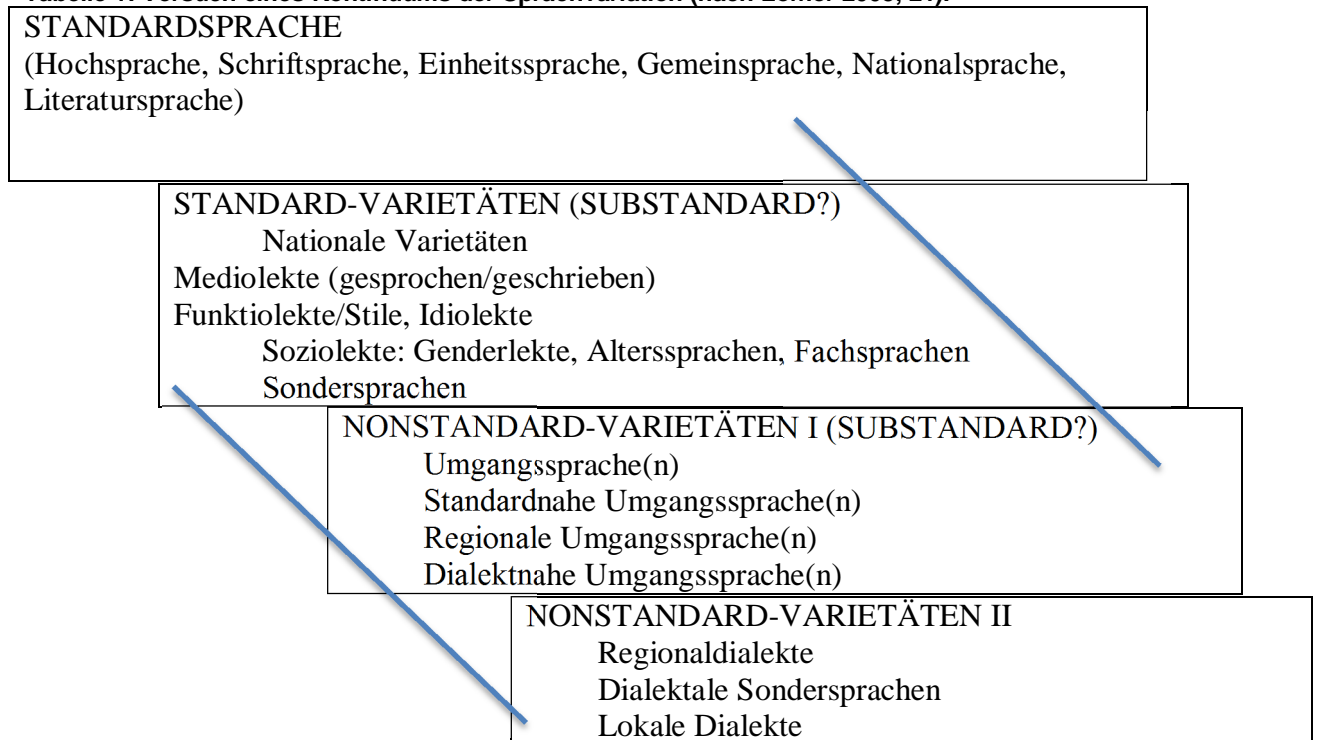 STANDARDSPRACHE
(Hochsprache, Schriftsprache, Einheitssprache, Gemeinsprache, Nationalsprache,
Literatursprache)
STANDARD-VARIETÄTEN (SUBSTANDARD?)
Nationale Varietäten
Mediolekte (gesprochen/geschrieben)
Funktiolekte/Stile, Idiolekte
Soziolekte: Genderlekte, Alterssprachen, Fachsprachen
Sondersprachen
NONSTANDARD-VARIETÄTEN I (SUBSTANDARD?)
Umgangssprache(n)
Standardnahe Umgangssprache(n)
Regionale Umgangssprache(n)
Dialektnahe Umgangssprache(n)
NONSTANDARD-VARIETÄTEN II
Regionaldialekte
Dialektale Sondersprachen
Lokale Dialekte